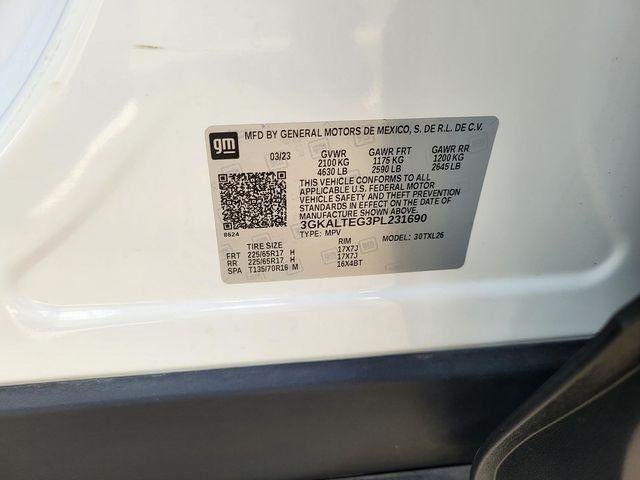 gm
MFD BY GENERAL MOTORS DE MEXICO, S. DE R.L. DE C.V.
03/23 GVWR GAWR FRT GAWR RR
2100 KG 1175 KG 1200 KG
4630 LB 2590 LB 2645 LB
THIS VEHICLE CONFORMS TO ALL
APPLICABLE U.S. FEDERAL MOTOR
VEHICLE SAFETY AND THEFT PREVENTION
STANDARDS IN EFFECT ON THE DATE OF
MANUFACTURE SHOWN ABOVE.
3GKALTEG3PL231690
8624
TYPE: MPV MODEL: 30TXL26
TIRE SIZE RIM
FRT 225/65R17 H 17X7J
RR 225/65R17 H 17X7J
SPA T135/70R16 M 16X4BT